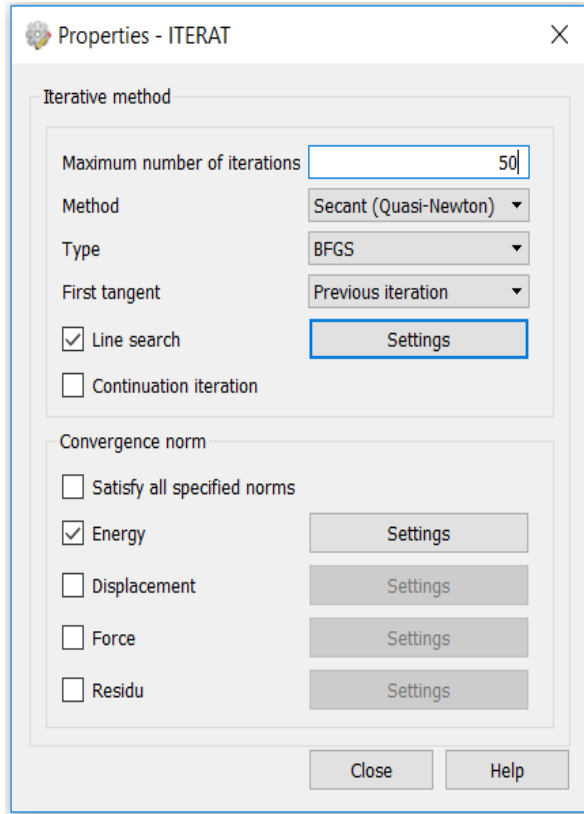 Properties - ITERAT
Iterative method
Maximum number of iterations 50
Method Secant (Quasi-Newton)
Type BFGS
First tangent Previous iteration
Line search Settings
Continuation iteration
Convergence norm
Satisfy all specified norms
Energy Settings
Displacement Settings
Force Settings
Residu Settings
Close Help